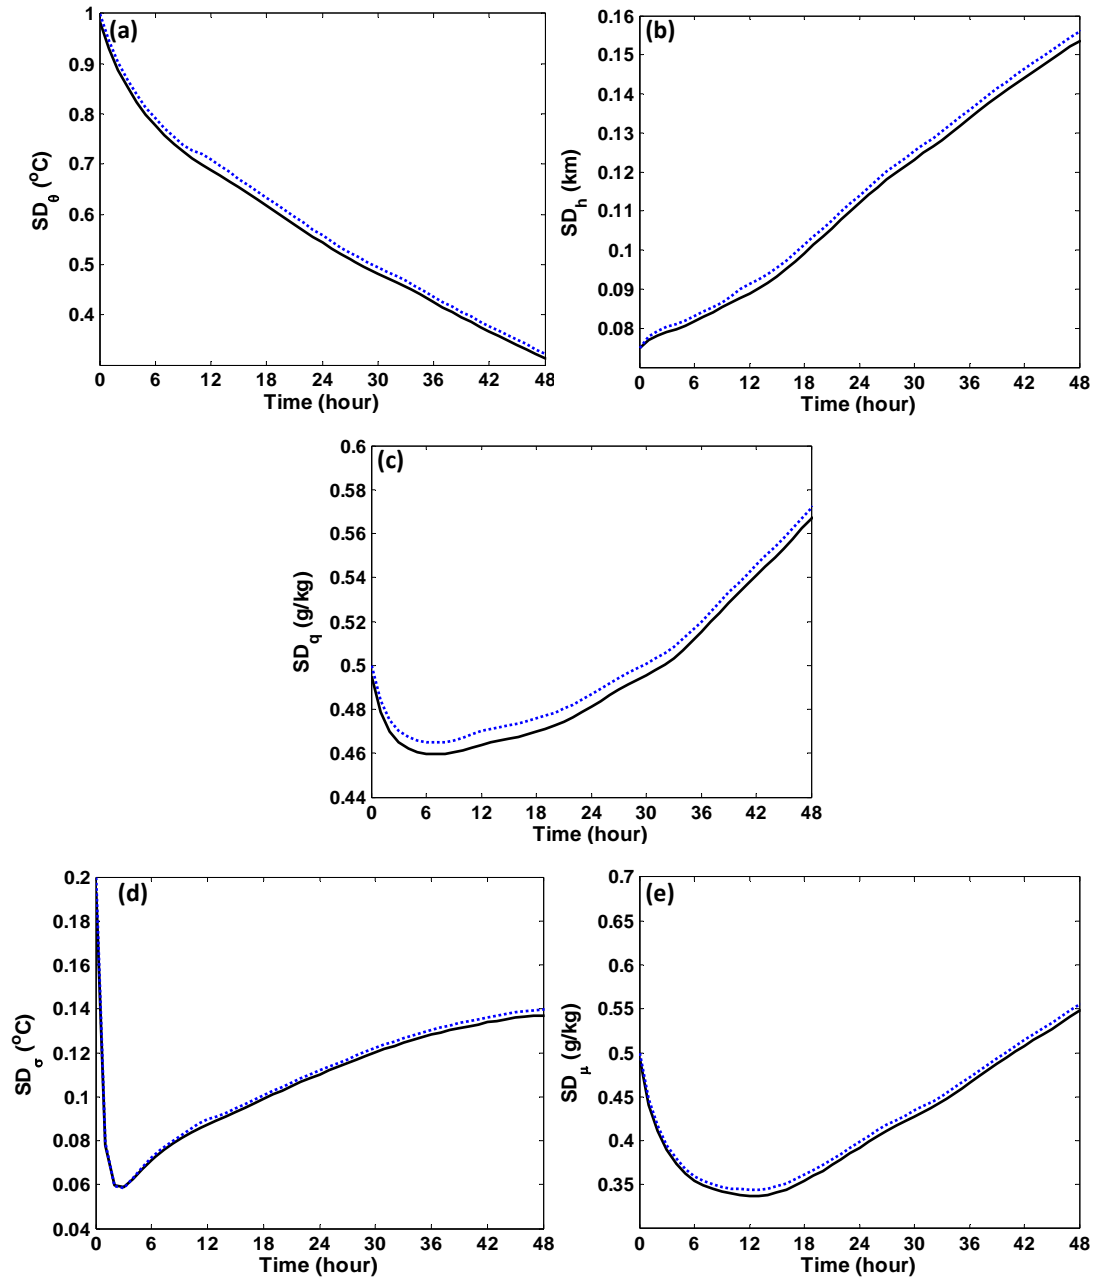 (a)
1
0.9
0.8
0.7
0.6
0.5
0.4
SDθ (oC)
0 6 12 18 24 30 36 42 48
Time (hour)
(b)
0.16
0.15
0.14
0.13
0.12
0.11
0.1
0.09
0.08
SDh (km)
0 6 12 18 24 30 36 42 48
Time (hour)
(c)
0.6
0.58
0.56
0.54
0.52
0.5
0.48
0.46
0.44
SDq (g/kg)
0 6 12 18 24 30 36 42 48
Time (hour)
(d)
0.2
0.18
0.16
0.14
0.12
0.1
0.08
0.06
0.04
SDσ (oC)
0 6 12 18 24 30 36 42 48
Time (hour)
(e)
0.7
0.65
0.6
0.55
0.5
0.45
0.4
0.35
SDμ (g/kg)
0 6 12 18 24 30 36 42 48
Time (hour)